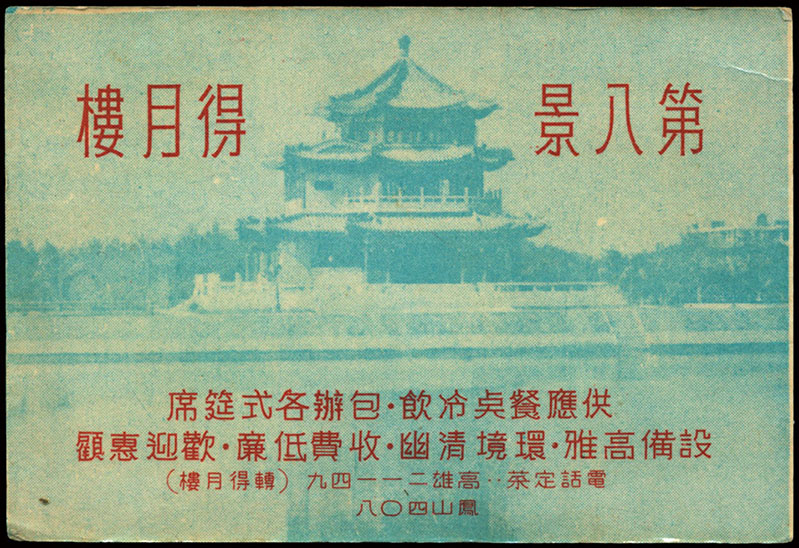 第八景　得月樓
供應餐奌冷飲·包辦各式筵席
設備高雅·環境清幽·收費低廉·歡迎惠顧
電話定菜：高雄二一一四九（轉得月樓）
鳳山四〇八